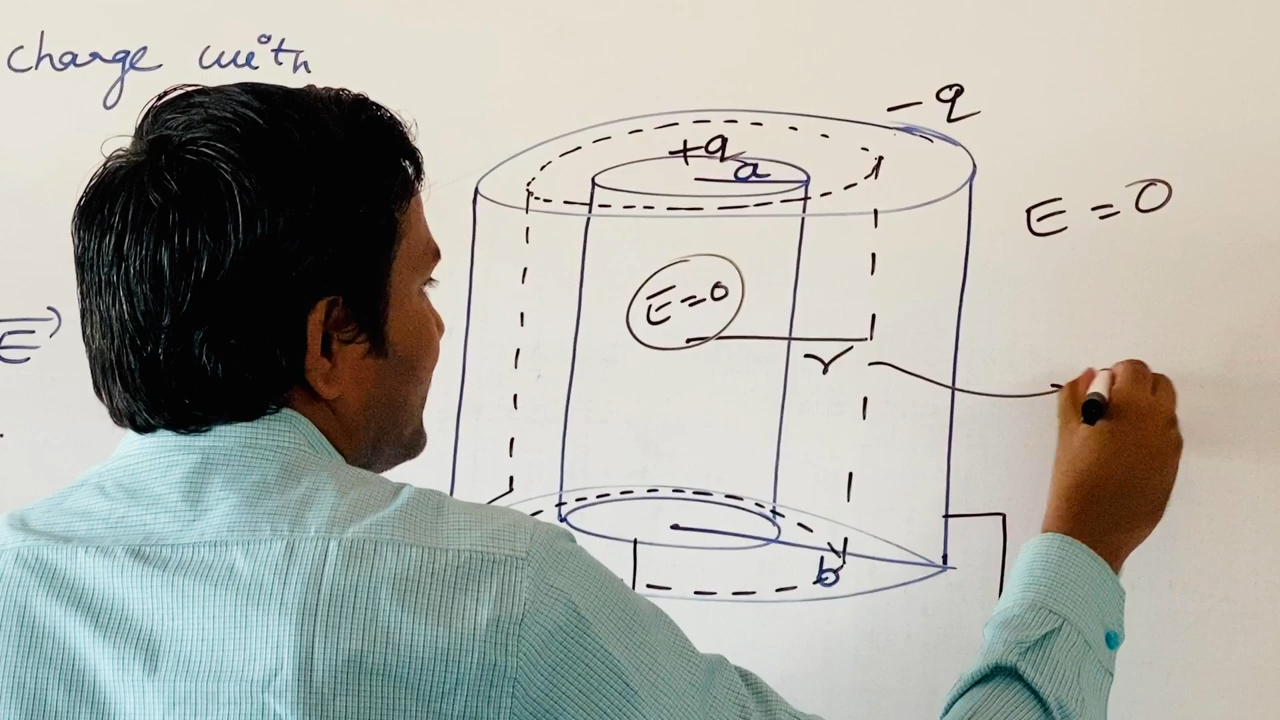 charge with
E
- q
+q
a
E = 0
E = 0
r
b